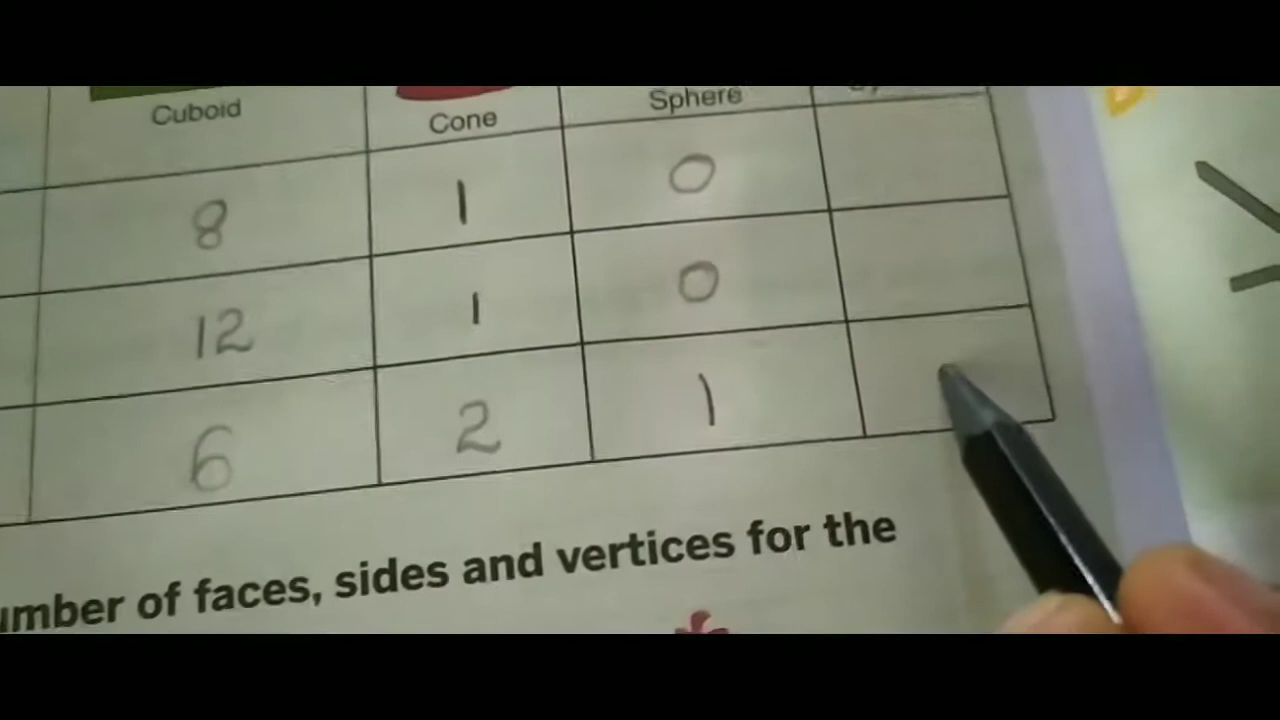 Cuboid Cone Sphere
8 1 0
12 1 0
6 2 1
umber of faces, sides and vertices for the